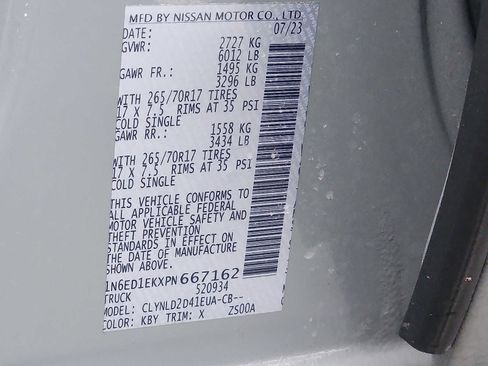 MFD BY NISSAN MOTOR CO., LTD.
DATE: 07/23
GVWR: 2727 KG
6012 LB
GAWR FR.: 1495 KG
3296 LB
WITH 265/70R17 TIRES
17 X 7.5 RIMS AT 35 PSI
COLD SINGLE
GAWR RR.: 1558 KG
3434 LB
WITH 265/70R17 TIRES
17 X 7.5 RIMS AT 35 PSI
COLD SINGLE
THIS VEHICLE CONFORMS TO
ALL APPLICABLE FEDERAL
MOTOR VEHICLE SAFETY AND
THEFT PREVENTION
STANDARDS IN EFFECT ON
THE DATE OF MANUFACTURE
SHOWN ABOVE.
1N6ED1EKXPN667162
TRUCK 520934
MODEL: CLYNLD2D41EUA-CB--
COLOR: KBY TRIM: X ZS00A